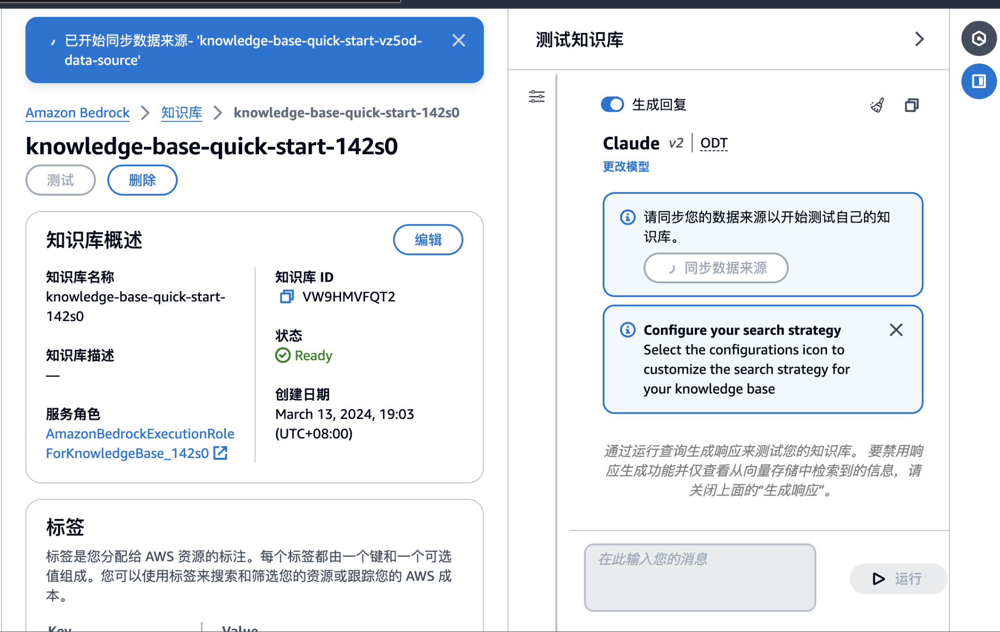 已开始同步数据来源- 'knowledge-base-quick-start-vz5od-
data-source'
Amazon Bedrock
知识库
knowledge-base-quick-start-142s0
knowledge-base-quick-start-142s0
测试
删除
知识库概述
编辑
知识库名称
knowledge-base-quick-start-
142s0
知识库描述
—
服务角色
AmazonBedrockExecutionRole
ForKnowledgeBase_142s0
知识库 ID
VW9HMVFQT2
状态
Ready
创建日期
March 13, 2024, 19:03
(UTC+08:00)
标签
标签是您分配给 AWS 资源的标注。每个标签都由一个键和一个可选
值组成。您可以使用标签来搜索和筛选您的资源或跟踪您的 AWS 成
本。
Key
Value
测试知识库
生成回复
Claude v2 | ODT
更改模型
请同步您的数据来源以开始测试自己的知
识库。
同步数据来源
Configure your search strategy
Select the configurations icon to
customize the search strategy for
your knowledge base
通过运行查询生成响应来测试您的知识库。 要禁用响
应生成功能并仅查看从向量存储中检索到的信息，请
关闭上面的“生成响应”。
在此输入您的消息
运行